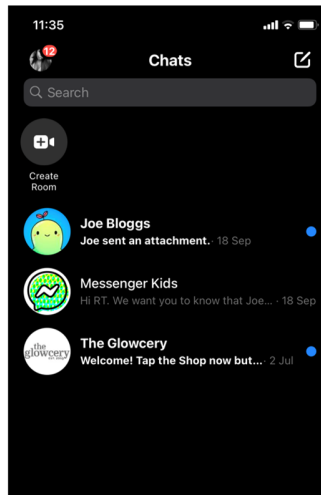 11:35
12
Chats
Search
Create
Room
Joe Bloggs
Joe sent an attachment. · 18 Sep
Messenger Kids
Hi RT. We want you to know that Joe... · 18 Sep
the
glowcery
The Glowcery
Welcome! Tap the Shop now but... · 2 Jul